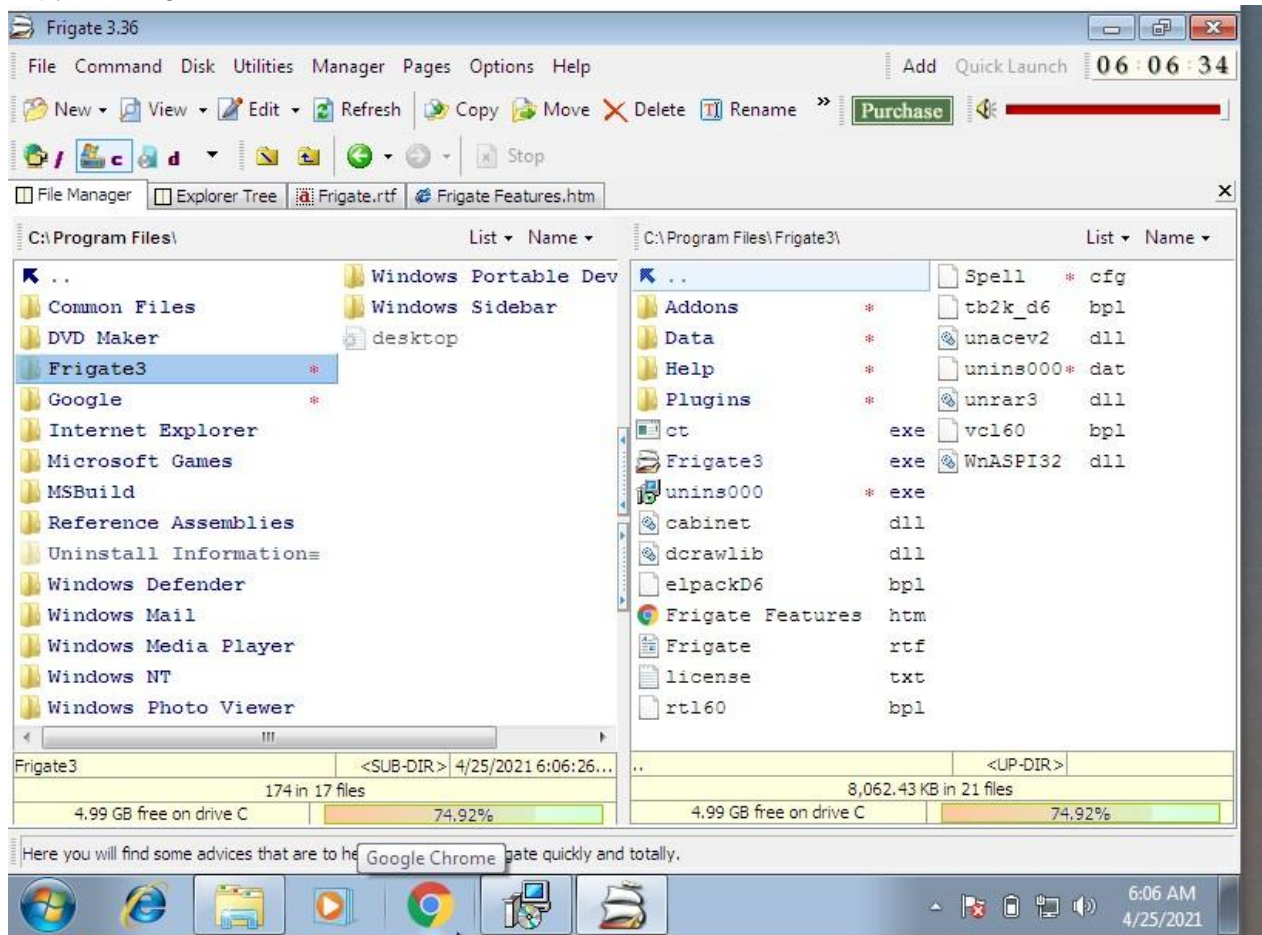 Frigate 3.36
File Command Disk Utilities Manager Pages Options Help
Add Quick Launch 06:06:34
New View Edit Refresh Copy Move Delete Rename » Purchase
/ c d Stop
File Manager Explorer Tree Frigate.rtf Frigate Features.htm
C:\Program Files\ List Name
..
Common Files
DVD Maker
Frigate3 *
Google *
Internet Explorer
Microsoft Games
MSBuild
Reference Assemblies
Uninstall Information
Windows Defender
Windows Mail
Windows Media Player
Windows NT
Windows Photo Viewer
Windows Portable Dev
Windows Sidebar
desktop
Frigate3 <SUB-DIR> 4/25/2021 6:06:26...
174 in 17 files
4.99 GB free on drive C 74.92%
C:\Program Files\Frigate3\ List Name
..
Addons *
Data *
Help *
Plugins *
ct exe
Frigate3 exe
unins000 * exe
cabinet dll
dcrawlib dll
elpackD6 bpl
Frigate Features htm
Frigate rtf
license txt
rtl60 bpl
Spell * cfg
tb2k_d6 bpl
unacev2 dll
unins000* dat
unrar3 dll
vcl60 bpl
WnASPI32 dll
.. <UP-DIR>
8,062.43 KB in 21 files
4.99 GB free on drive C 74.92%
Here you will find some advices that are to he gate quickly and totally.
Google Chrome
6:06 AM
4/25/2021